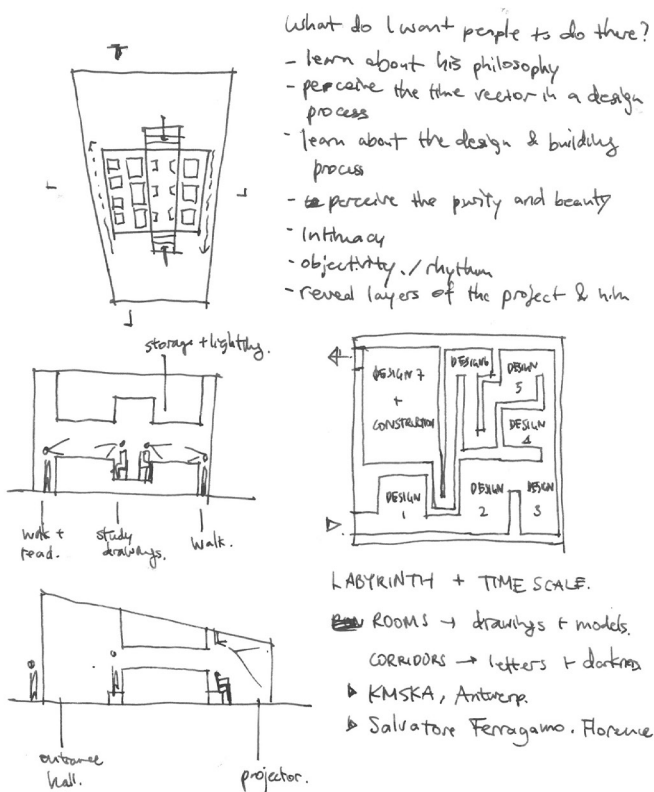 What do I want people to do there?
- learn about his philosophy
- perceive the time vector in a design
process
- learn about the design & building
process
- perceive the purity and beauty
- Intimacy
- objectivity./rhythm
- reveal layers of the project & him
storage + lighting.
walk +
read.
study
drawings.
walk.
entrance
hall.
projector.
DESIGN 7
+
CONSTRUCTION
DESIGN 6
DESIGN
5
DESIGN
4
DESIGN
1
DESIGN
2
DESIGN
3
LABYRINTH + TIME SCALE.
ROOMS → drawings + models.
CORRIDORS → letters + darkness
▶ KMSKA, Antwerp.
▶ Salvatore Ferragamo. Florence